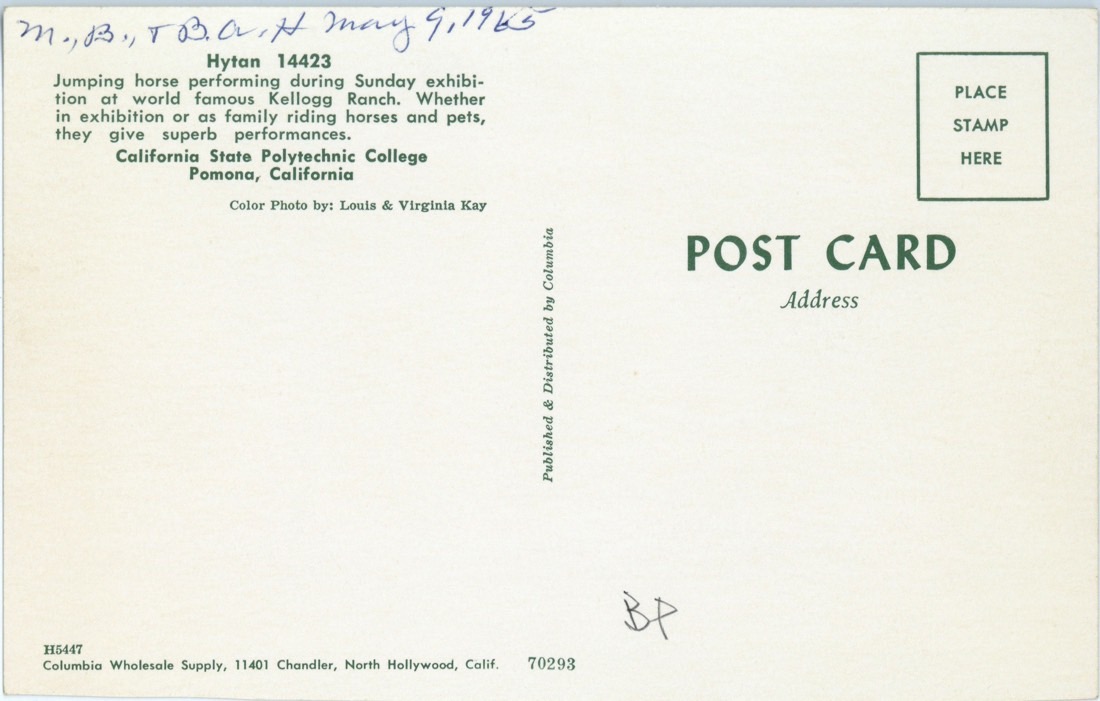 M., B., + B.A.H May 9, 1965
Hytan 14423
Jumping horse performing during Sunday exhibi-
tion at world famous Kellogg Ranch. Whether
in exhibition or as family riding horses and pets,
they give superb performances.
California State Polytechnic College
Pomona, California
Color Photo by: Louis & Virginia Kay
Published & Distributed by Columbia
PLACE
STAMP
HERE
POST CARD
Address
BP
H5447
Columbia Wholesale Supply, 11401 Chandler, North Hollywood, Calif.
70293